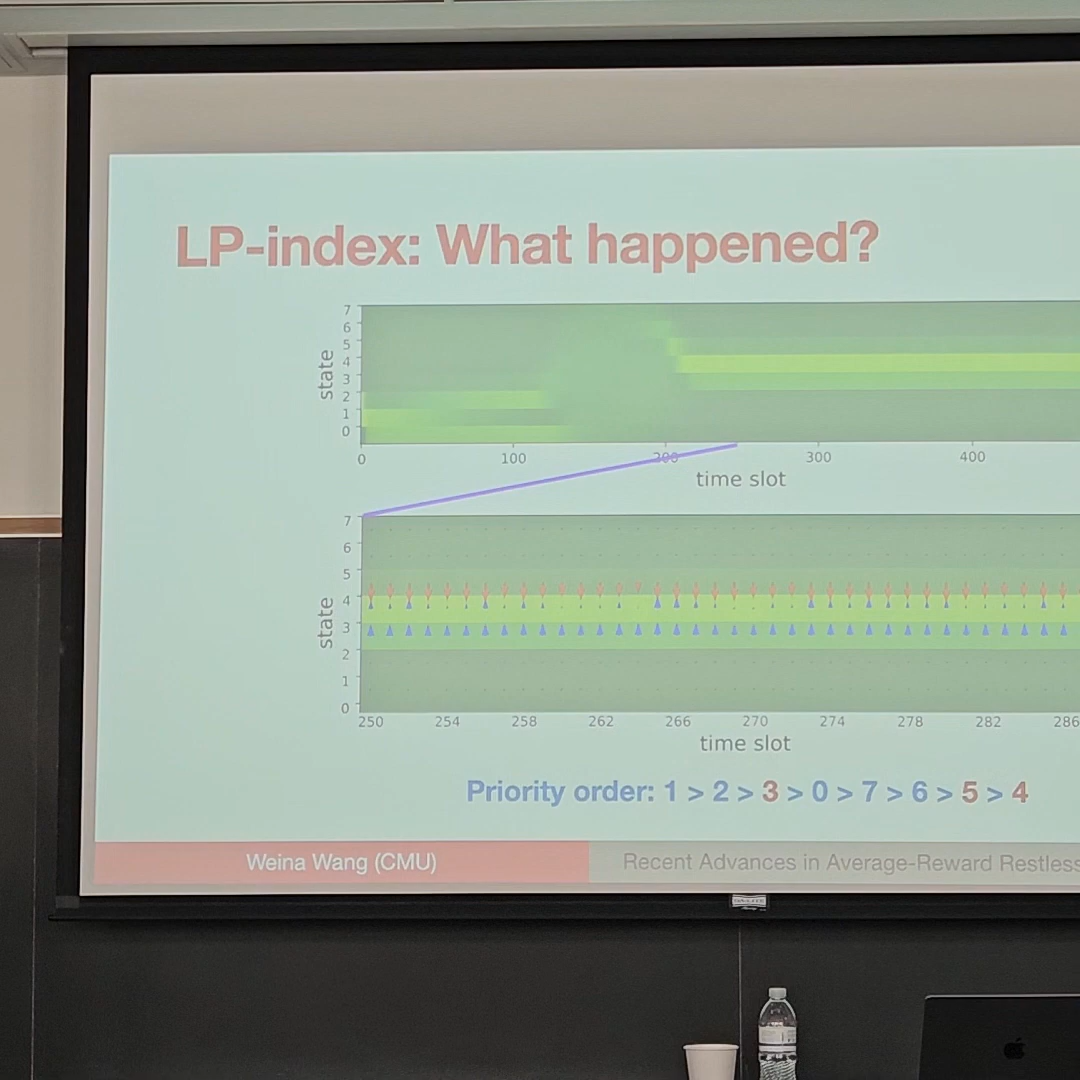 LP-index: What happened?
7
6
5
4
3
2
1
0
state
0 100 200 300 400
time slot
7
6
5
4
3
2
1
0
state
250 254 258 262 266 270 274 278 282 286
time slot
Priority order: 1 > 2 > 3 > 0 > 7 > 6 > 5 > 4
Weina Wang (CMU)
Recent Advances in Average-Reward Restless